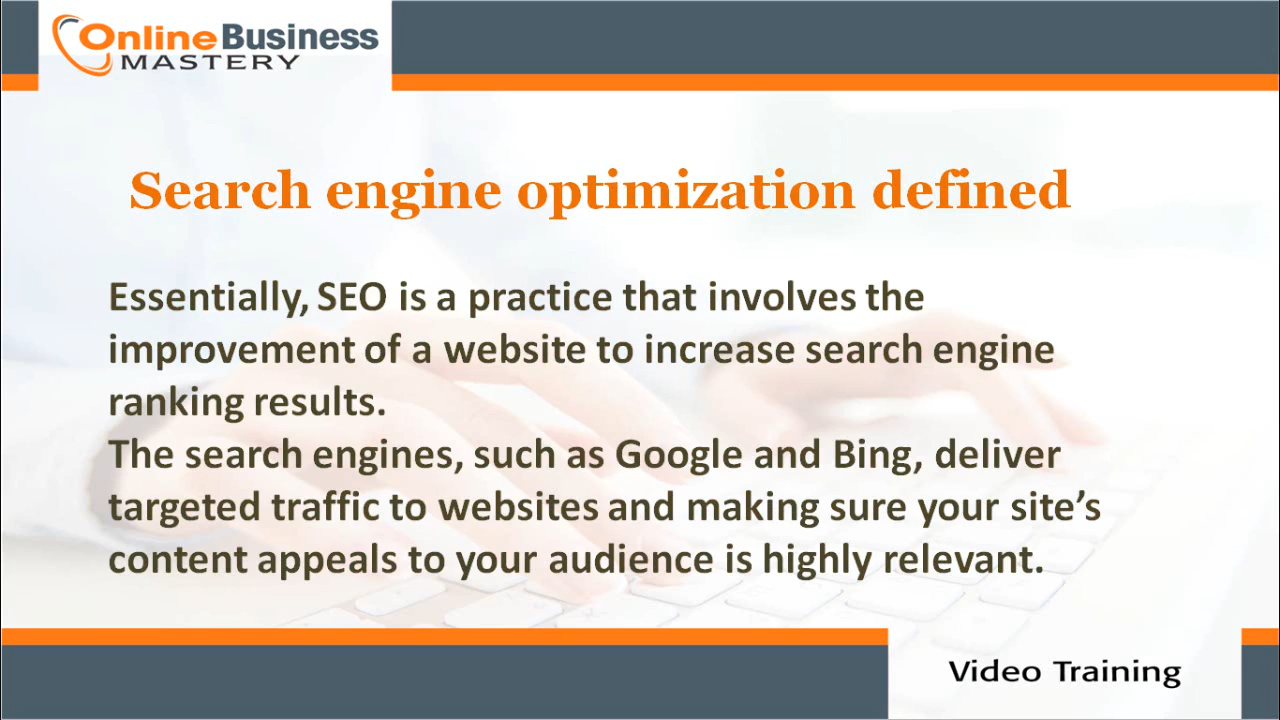 Online Business
MASTERY
Search engine optimization defined
Essentially, SEO is a practice that involves the
improvement of a website to increase search engine
ranking results.
The search engines, such as Google and Bing, deliver
targeted traffic to websites and making sure your site’s
content appeals to your audience is highly relevant.
Video Training